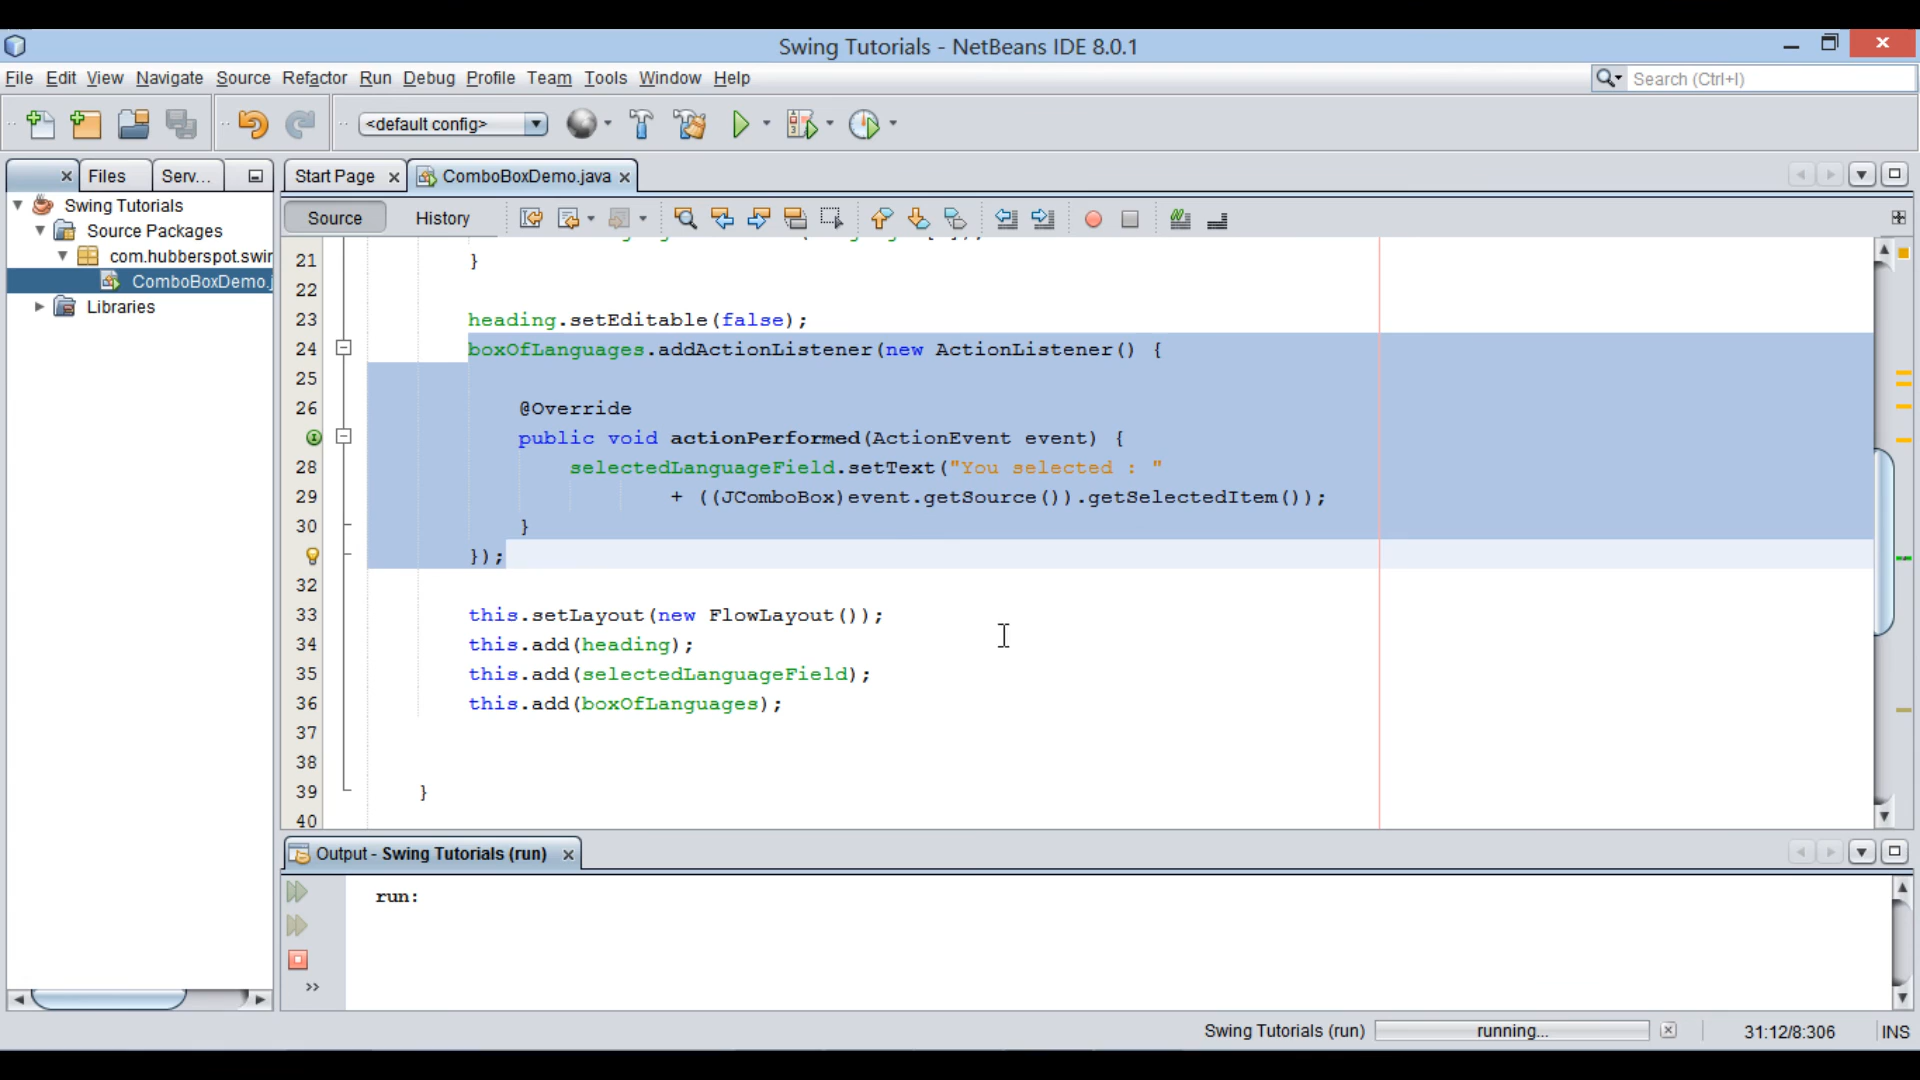 Swing Tutorials - NetBeans IDE 8.0.1
File Edit View Navigate Source Refactor Run Debug Profile Team Tools Window Help
Search (Ctrl+I)
<default config>
Files Serv... Start Page ComboBoxDemo.java
Swing Tutorials
Source Packages
com.hubberspot.swin
ComboBoxDemo.j
Libraries
Source History
21 }
22
23 heading.setEditable(false);
24 boxOfLanguages.addActionListener(new ActionListener() {
25
26 @Override
public void actionPerformed(ActionEvent event) {
28 selectedLanguageField.setText("You selected : "
29 + ((JComboBox)event.getSource()).getSelectedItem());
30 }
});
32
33 this.setLayout(new FlowLayout());
34 this.add(heading);
35 this.add(selectedLanguageField);
36 this.add(boxOfLanguages);
37
38
39 }
40
Output - Swing Tutorials (run)
run:
Swing Tutorials (run) running... 31:12/8:306 INS